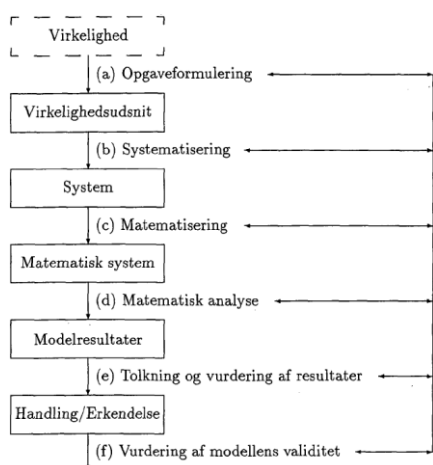 Virkelighed
(a) Opgaveformulering
Virkelighedsudsnit
(b) Systematisering
System
(c) Matematisering
Matematisk system
(d) Matematisk analyse
Modelresultater
(e) Tolkning og vurdering af resultater
Handling/Erkendelse
(f) Vurdering af modellens validitet